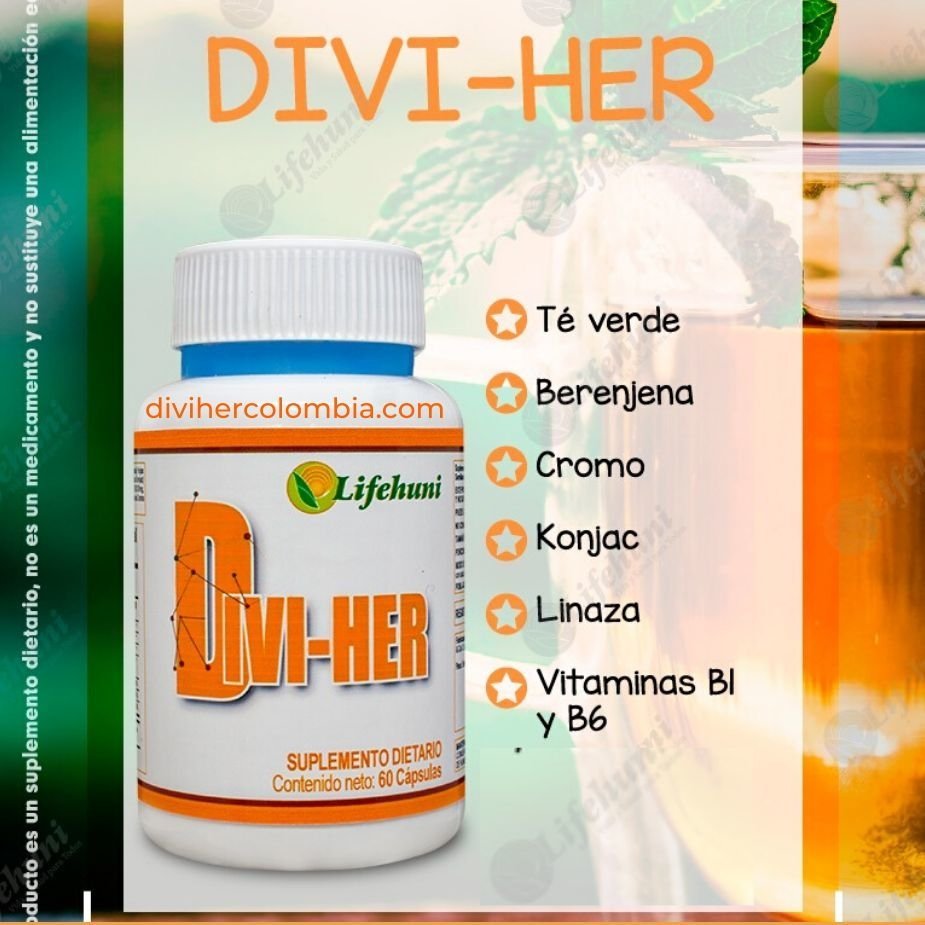 DIVI-HER
Té verde
Berenjena
Cromo
Konjac
Linaza
Vitaminas B1
y B6
divihercolombia.com
Lifehuni
DIVI-HER
SUPLEMENTO DIETARIO
Contenido neto: 60 Cápsulas
es un suplemento dietario, no es un medicamento y no sustituye una alimentación
Lifehuni